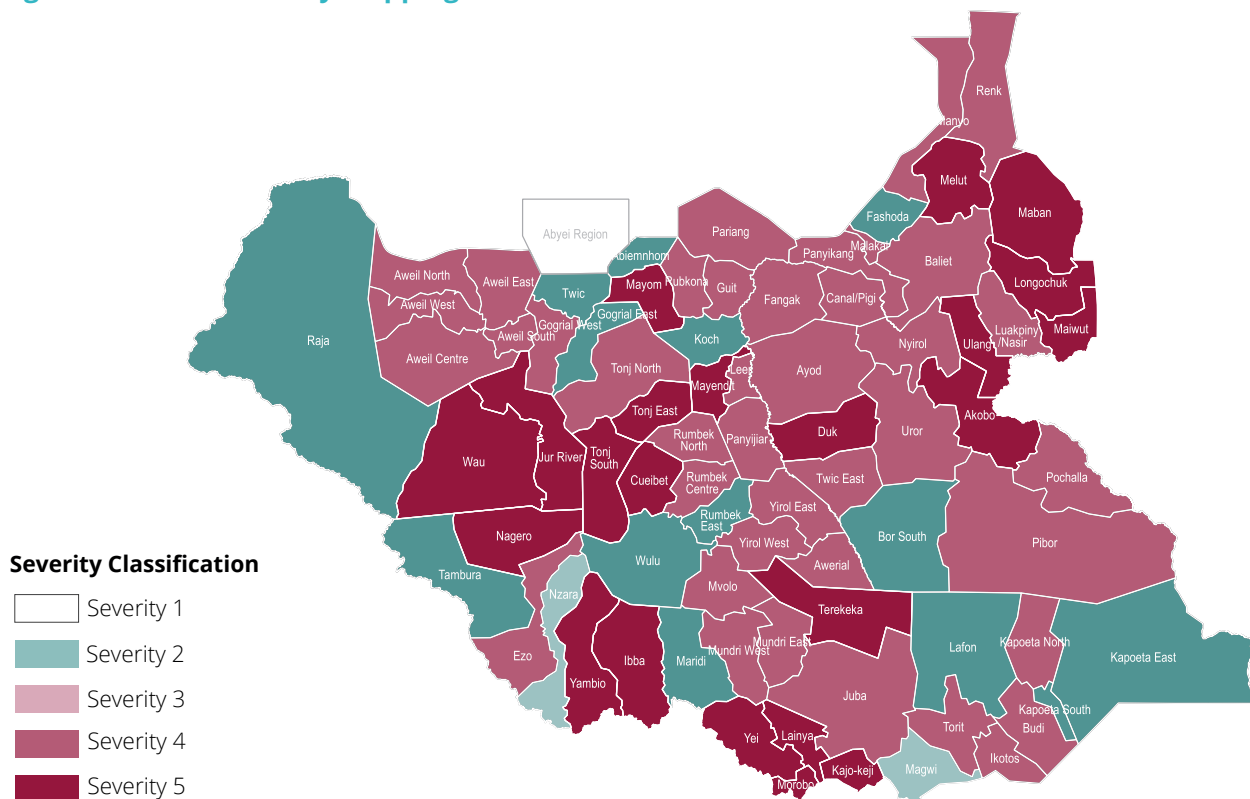 Renk
Manyo
Melut
Maban
Fashoda
Pariang
Abyei Region
Abiemnhom
Panyikang
Malakal
Baliet
Aweil North
Aweil East
Twic
Mayom
Rubkona
Guit
Fangak
Canal/Pigi
Longochuk
Aweil West
Gogrial East
Gogrial West
Aweil South
Raja
Koch
Nyirol
Ulang
Luakpiny
/Nasir
Maiwut
Aweil Centre
Tonj North
Leer
Ayod
Mayendit
Tonj East
Akobo
Duk
Uror
Rumbek
North
Panyijiar
Wau
Jur River
Tonj
South
Cueibet
Rumbek
Centre
Twic East
Pochalla
Yirol East
Rumbek
East
Nagero
Bor South
Pibor
Yirol West
Wulu
Awerial
Tambura
Mvolo
Nzara
Terekeka
Ezo
Ibba
Maridi
Mundri West
Mundri East
Lafon
Kapoeta North
Kapoeta East
Yambio
Juba
Kapoeta South
Budi
Torit
Yei
Lainya
Ikotos
Magwi
Kajo-keji
Morobo
Severity Classification
Severity 1
Severity 2
Severity 3
Severity 4
Severity 5